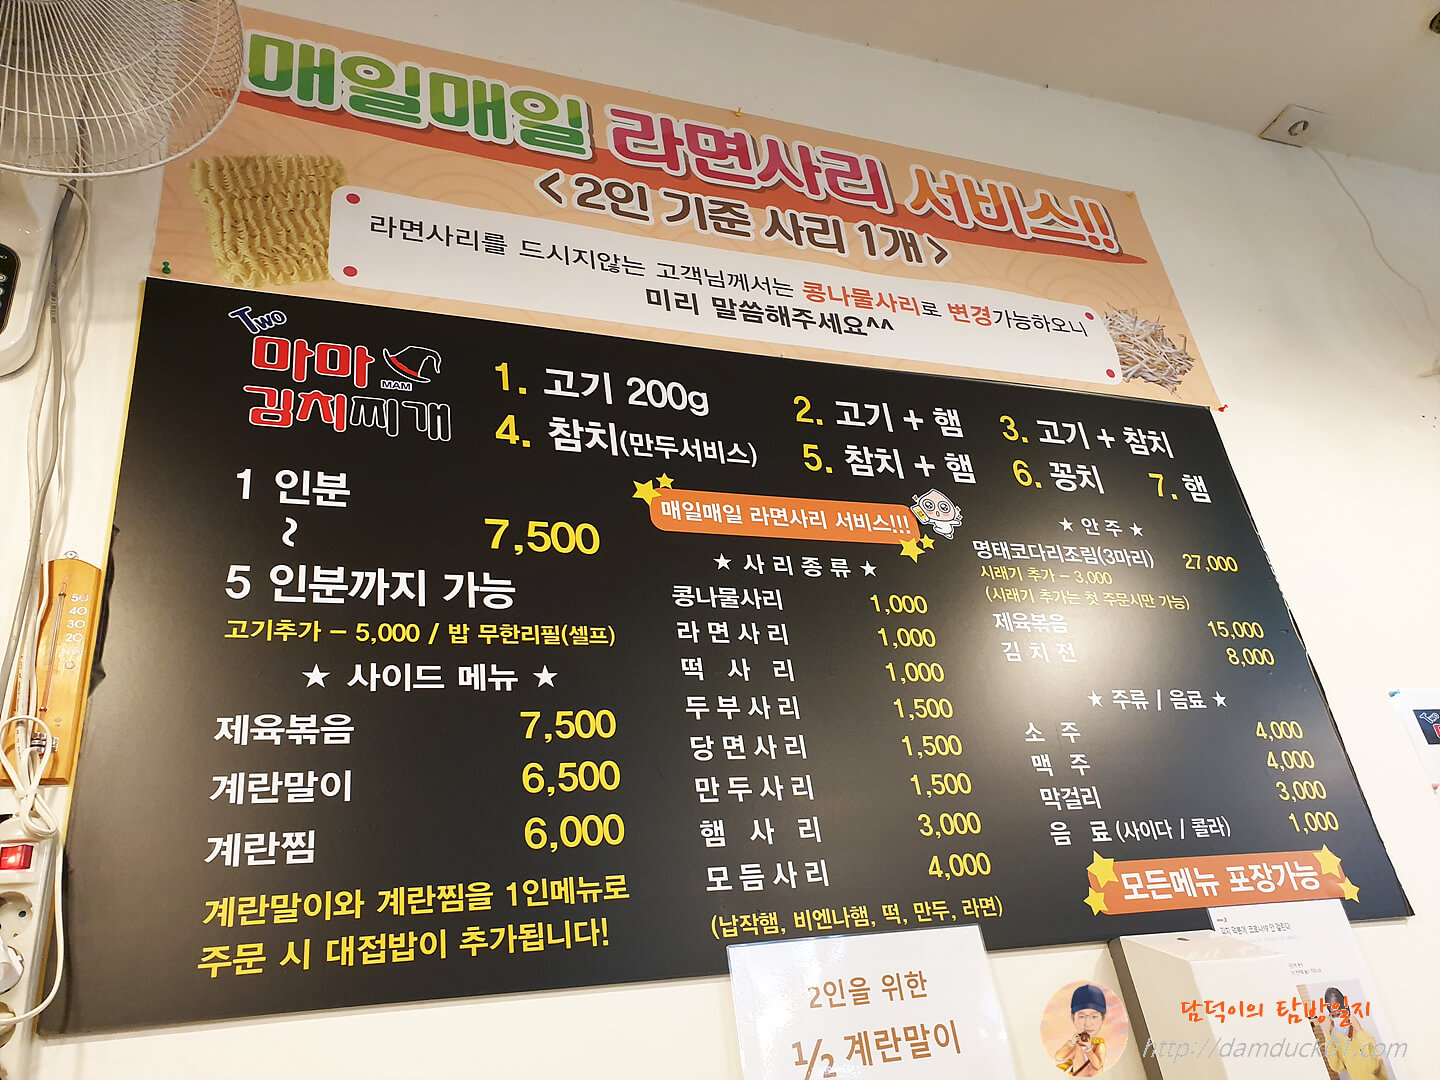 매일매일 라면사리 서비스!!
< 2인 기준 사리 1개 >
라면사리를 드시지않는 고객님께서는 콩나물사리로 변경가능하오니
미리 말씀해주세요^^
Two
마마
MAM
김치찌개
1. 고기 200g
2. 고기 + 햄
3. 고기 + 참치
4. 참치(만두서비스)
5. 참치 + 햄
6. 꽁치
7. 햄
1 인분
~
7,500
5 인분까지 가능
고기추가 - 5,000 / 밥 무한리필(셀프)
★ 사이드 메뉴 ★
제육볶음 7,500
계란말이 6,500
계란찜 6,000
계란말이와 계란찜을 1인메뉴로
주문 시 대접밥이 추가됩니다!
매일매일 라면사리 서비스!!!
★ 사리종류 ★
콩나물사리 1,000
라면사리 1,000
떡사리 1,000
두부사리 1,500
당면사리 1,500
만두사리 1,500
햄사리 3,000
모듬사리 4,000
(납작햄, 비엔나햄, 떡, 만두, 라면)
★ 안주 ★
명태코다리조림(3마리) 27,000
시래기 추가 - 3,000
(시래기 추가는 첫 주문시만 가능)
제육볶음 15,000
김치전 8,000
★ 주류 / 음료 ★
소주 4,000
맥주 4,000
막걸리 3,000
음료(사이다 / 콜라) 1,000
모든메뉴 포장가능
2인을 위한
1/2 계란말이
담덕이의 탐방일지
http://damduck01.com